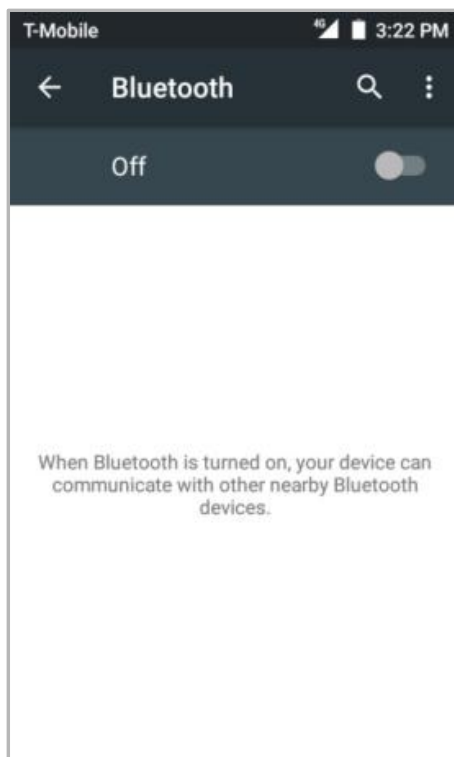 T-Mobile 4G 3:22 PM
Bluetooth
Off
When Bluetooth is turned on, your device can
communicate with other nearby Bluetooth
devices.